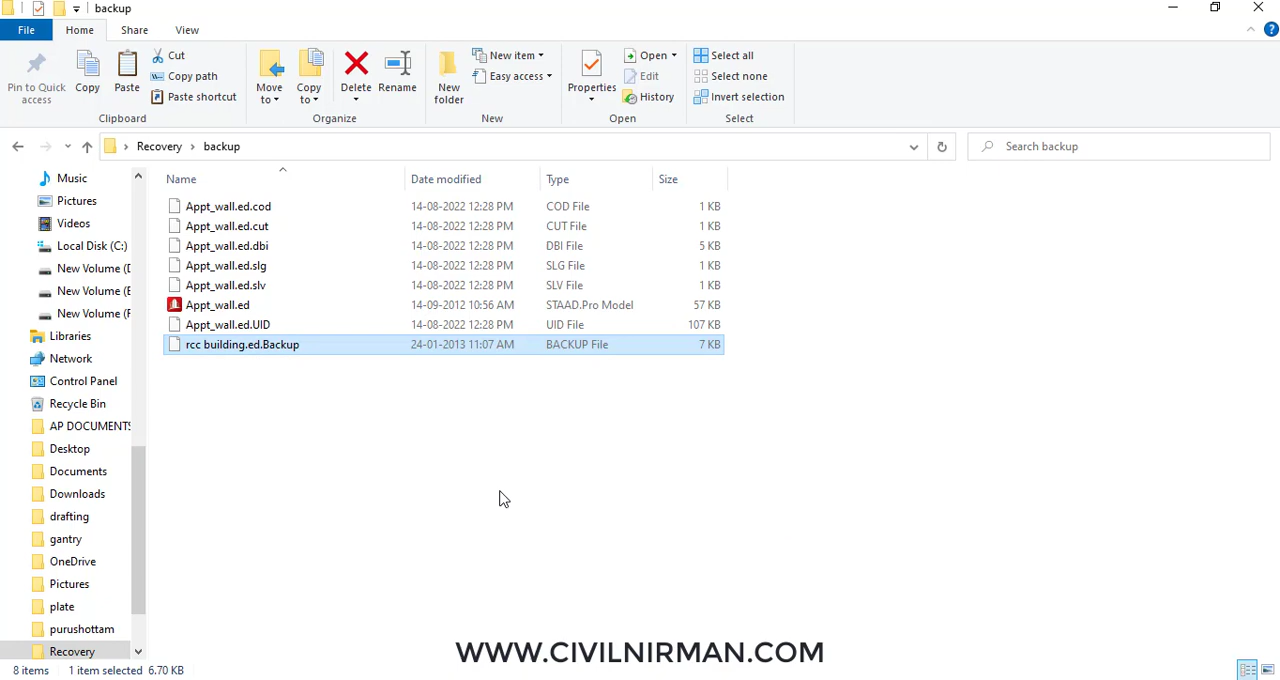 backup
File Home Share View
Pin to Quick access
Copy
Paste
Cut
Copy path
Paste shortcut
Clipboard
Move to
Copy to
Delete
Rename
Organize
New folder
New item
Easy access
New
Properties
Open
Edit
History
Open
Select all
Select none
Invert selection
Select
Recovery backup
Search backup
Music
Pictures
Videos
Local Disk (C:)
New Volume (D
New Volume (E
New Volume (F
Libraries
Network
Control Panel
Recycle Bin
AP DOCUMENTS
Desktop
Documents
Downloads
drafting
gantry
OneDrive
Pictures
plate
purushottam
Recovery
Name Date modified Type Size
Appt_wall.ed.cod 14-08-2022 12:28 PM COD File 1 KB
Appt_wall.ed.cut 14-08-2022 12:28 PM CUT File 1 KB
Appt_wall.ed.dbi 14-08-2022 12:28 PM DBI File 5 KB
Appt_wall.ed.slg 14-08-2022 12:28 PM SLG File 1 KB
Appt_wall.ed.slv 14-08-2022 12:28 PM SLV File 1 KB
Appt_wall.ed 14-09-2012 10:56 AM STAAD.Pro Model 57 KB
Appt_wall.ed.UID 14-08-2022 12:28 PM UID File 107 KB
rcc building.ed.Backup 24-01-2013 11:07 AM BACKUP File 7 KB
WWW.CIVILNIRMAN.COM
8 items 1 item selected 6.70 KB